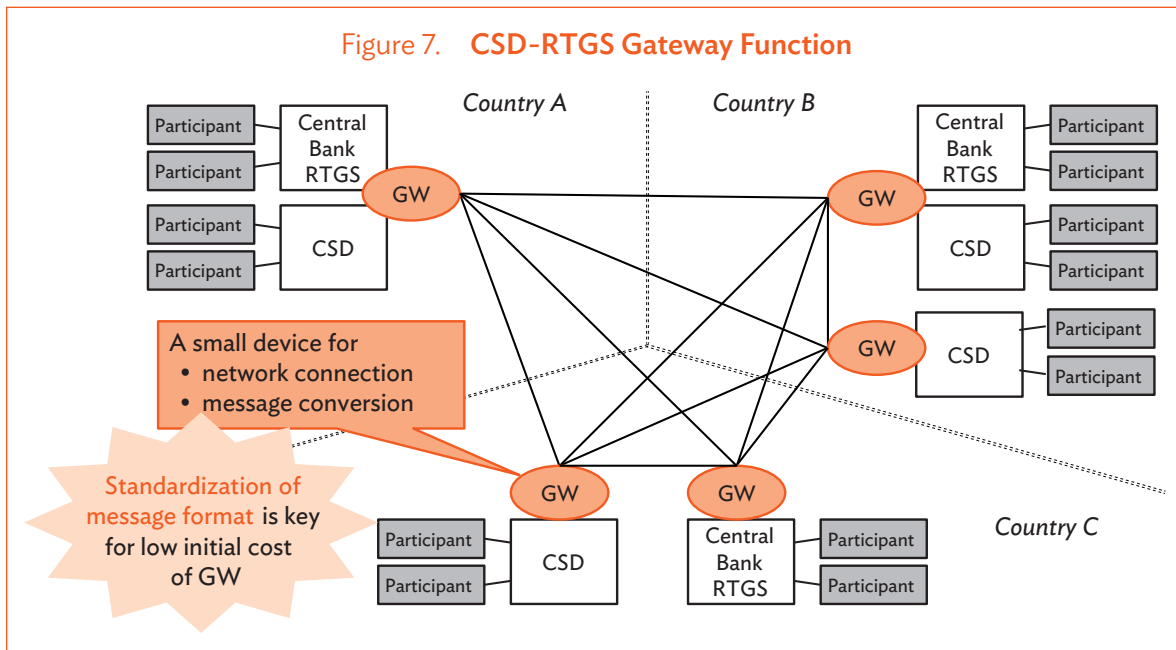 Figure 7. CSD-RTGS Gateway Function
Country A
Country B
Participant
Participant
Central
Bank
RTGS
GW
Participant
Participant
CSD
Central
Bank
RTGS
Participant
Participant
GW
CSD
Participant
Participant
GW
CSD
Participant
Participant
A small device for
• network connection
• message conversion
Standardization of
message format is key
for low initial cost
of GW
GW
Participant
Participant
CSD
GW
Central
Bank
RTGS
Participant
Participant
Country C